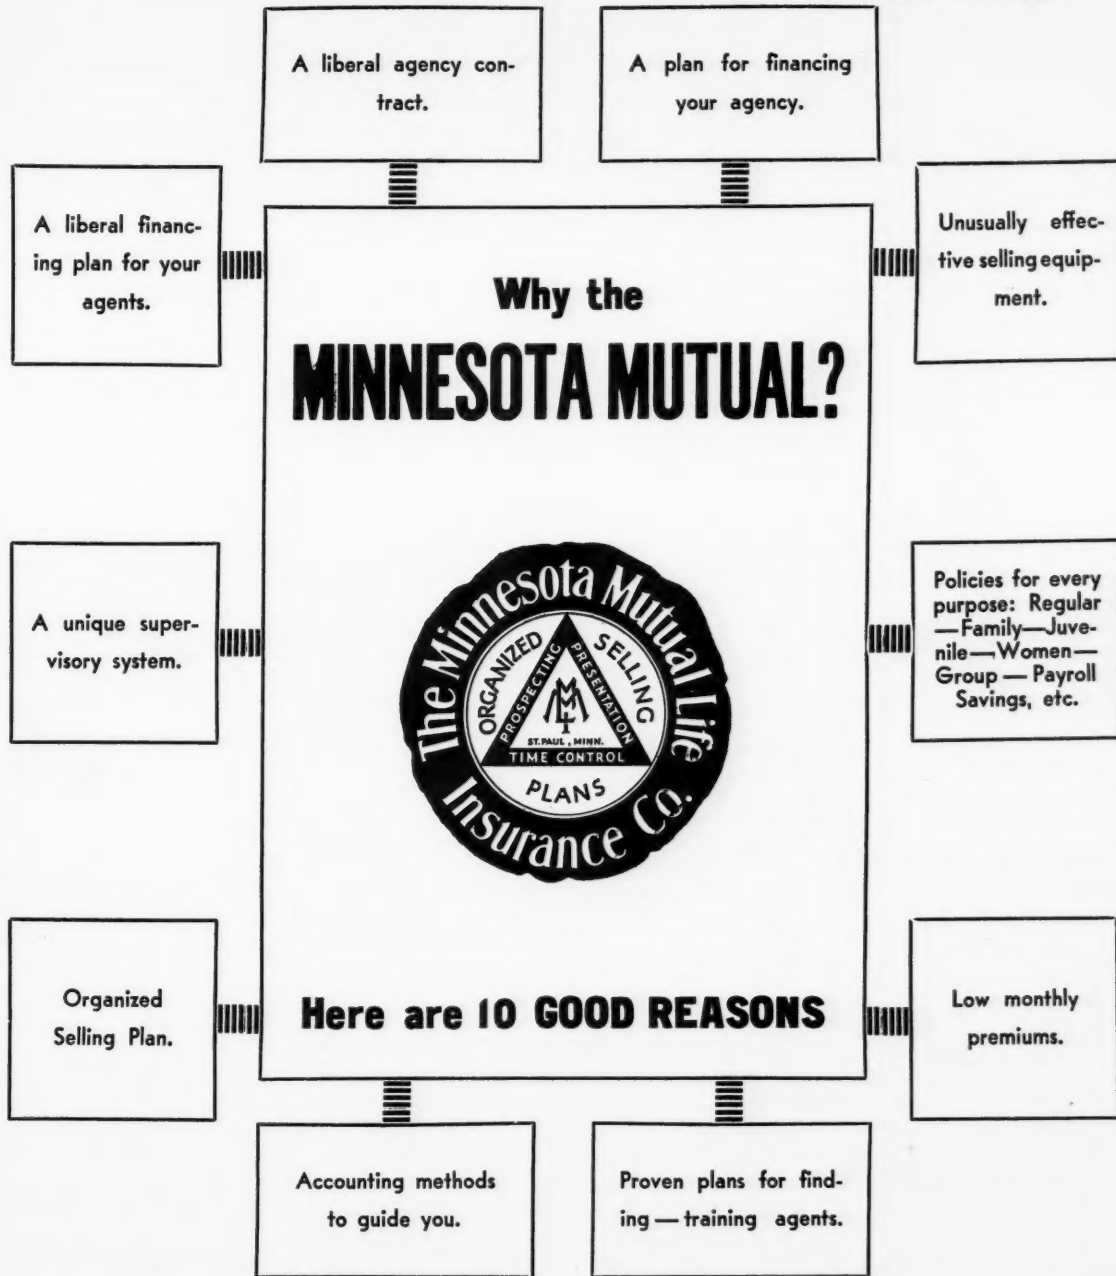 A liberal agency con-
tract.
A plan for financing
your agency.
A liberal financ-
ing plan for your
agents.
Unusually effec-
tive selling equip-
ment.
Why the
MINNESOTA MUTUAL?
A unique super-
visory system.
Policies for every
purpose: Regular
—Family—Juve-
nile—Women—
Group — Payroll
Savings, etc.
The Minnesota Mutual Life
Insurance Co.
ORGANIZED
SELLING
PLANS
PROSPECTING
PRESENTATION
TIME CONTROL
MML
ST. PAUL, MINN.
Organized
Selling Plan.
Here are 10 GOOD REASONS
Low monthly
premiums.
Accounting methods
to guide you.
Proven plans for find-
ing — training agents.